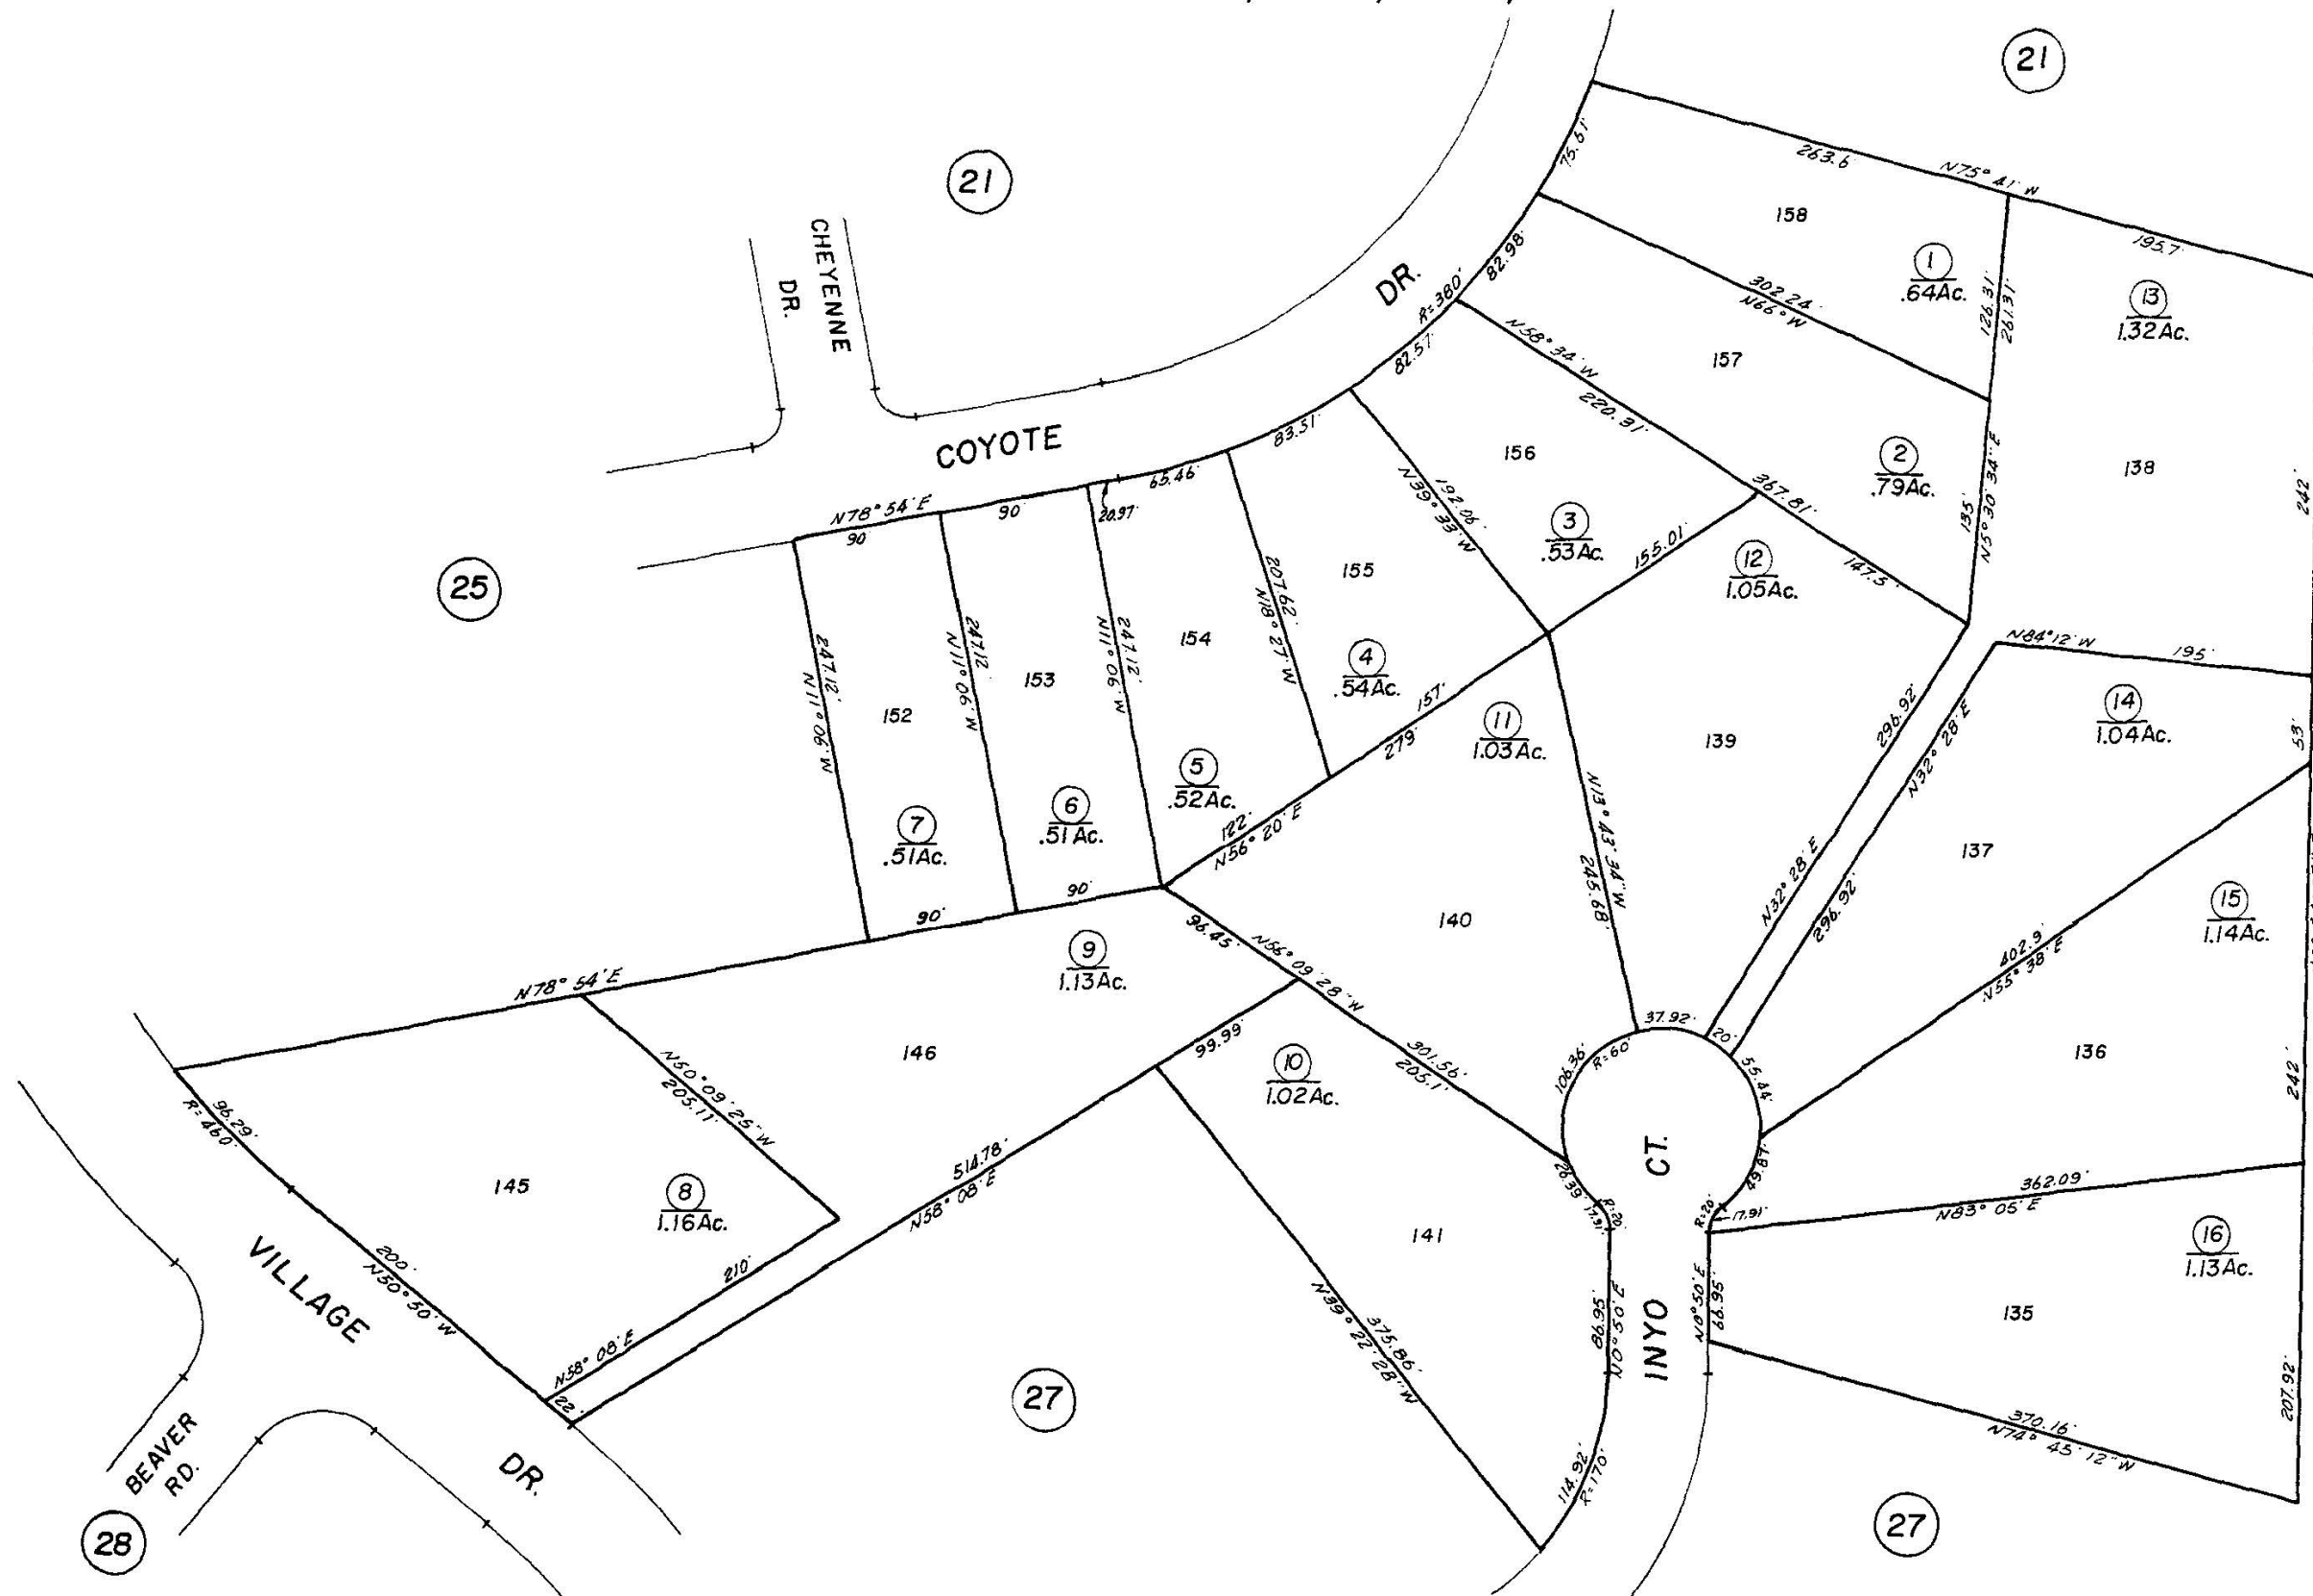 21
21
CHEYENNE
DR.
COYOTE
DR.
25
75.61'
263.6'
N75° 41' W
195.7'
158
1
.64Ac.
126.31'
261.31'
13
1.32Ac.
82.98'
R=380'
302.24'
N66° W
157
82.57'
N58° 34' W
220.31'
367.81'
147.5'
2
.79Ac.
135'
N5° 30' 34" E
138
242'
83.51'
156
192.06'
N39° 33' W
3
.53Ac.
155.01'
12
1.05Ac.
N78° 54' E
90'
90'
20.97'
65.46'
207.62'
N18° 27' W
155
4
.54Ac.
154
247.12'
N11° 06' W
153
247.12'
N11° 06' W
152
247.12'
N11° 06' W
5
.52Ac.
6
.51Ac.
7
.51Ac.
157'
279'
122'
N56° 20' E
11
1.03Ac.
139
N84° 12' W
195'
14
1.04Ac.
53'
296.92'
N32° 28' E
N32° 28' E
296.92'
137
N13° 43' 34" W
245.68'
140
15
1.14Ac.
402.9'
N55° 38' E
90'
90'
96.45'
N56° 09' 28" W
301.56'
205.1'
9
1.13Ac.
N78° 54' E
146
N50° 09' 25" W
205.11'
99.99'
10
1.02Ac.
37.92'
20'
106.36'
R=60'
55.44'
136
242'
CT.
INYO
26.39'
17.91'
R=20'
49.87'
R=20'
17.91'
362.09'
N83° 05' E
96.29'
R=460'
145
8
1.16Ac.
514.78'
N58° 08' E
210'
N58° 08' E
22'
200'
N50° 50' W
VILLAGE
DR.
BEAVER
RD.
28
141
375.86'
N39° 22' 28" W
86.95'
N0° 50' E
N0° 50' E
66.95'
114.92'
R=170'
16
1.13Ac.
135
207.92'
370.16'
N74° 45' 12" W
27
27